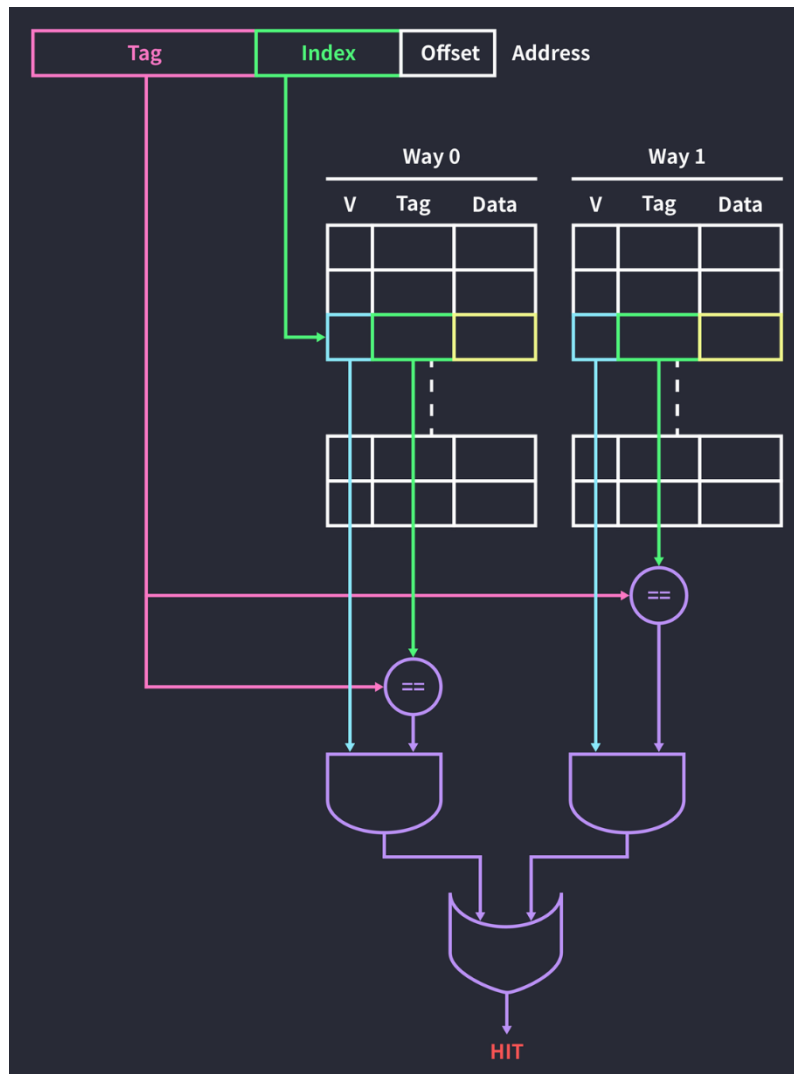 Tag Index Offset Address
Way 0 Way 1
V Tag Data V Tag Data
==
==
HIT